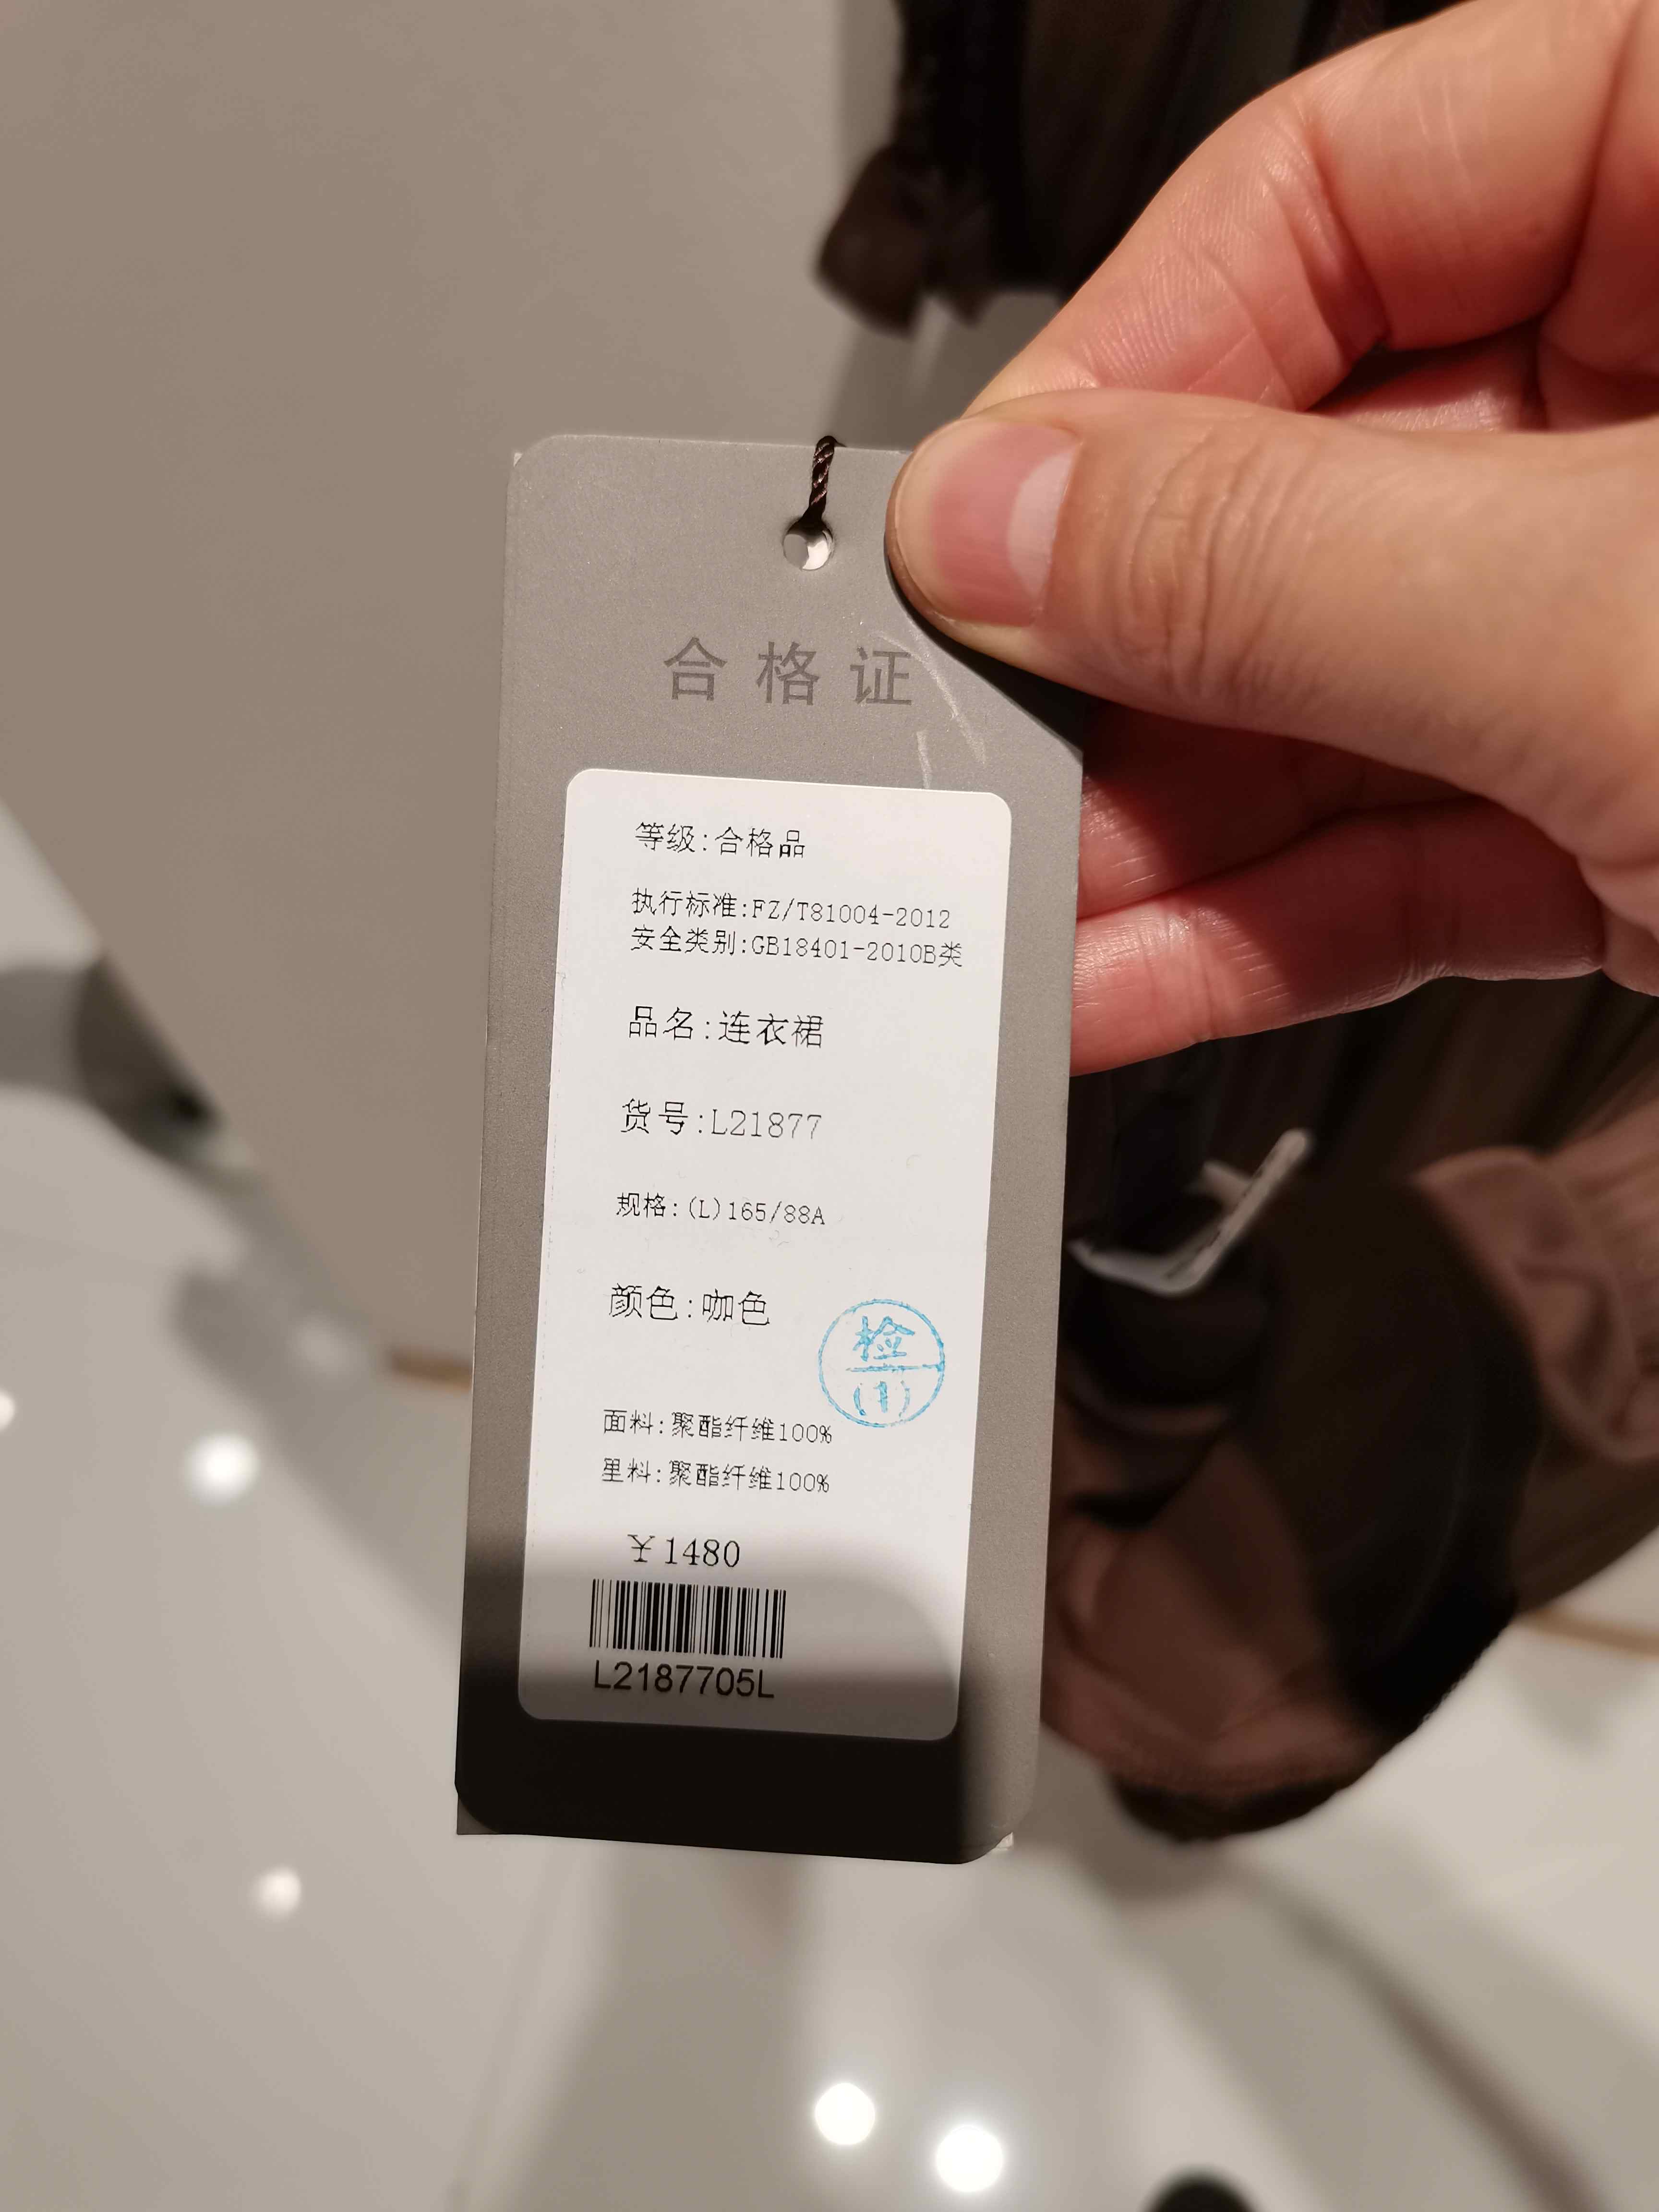 合格证
等级:合格品
执行标准:FZ/T81004-2012
安全类别:GB18401-2010B类
品名:连衣裙
货号:L21877
规格:(L)165/88A
颜色:咖色
检
(1)
面料:聚酯纤维100%
里料:聚酯纤维100%
¥1480
L2187705L